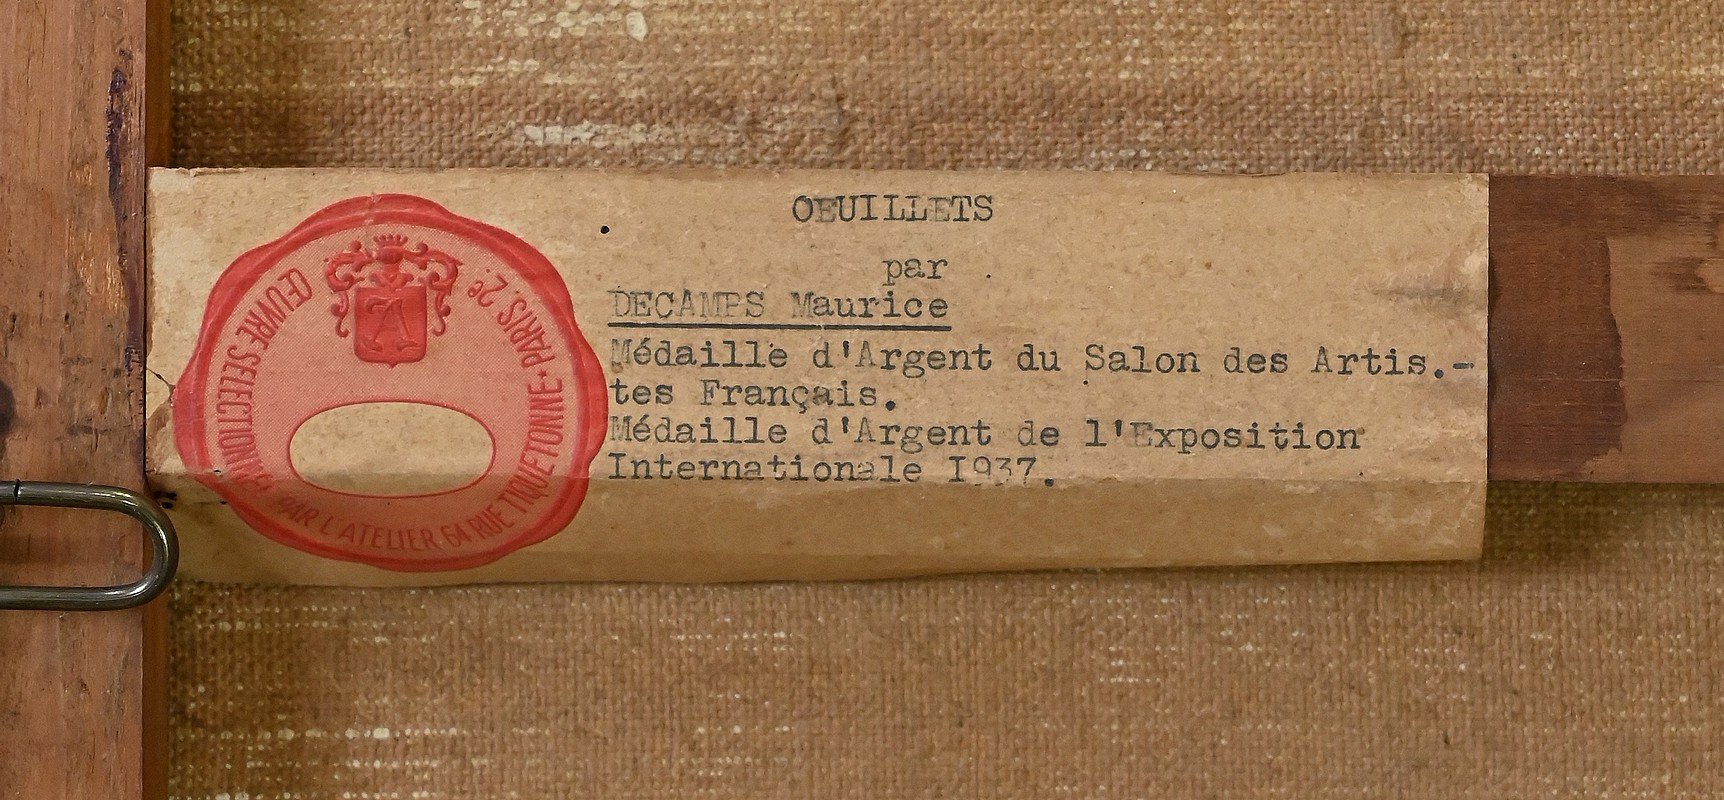 OEUILLETS
par
DECAMPS Maurice
Médaille d'Argent du Salon des Artis.-
tes Français.
Médaille d'Argent de l'Exposition
Internationale I937.
ŒUVRE SELECTIONNÉE PAR L'ATELIER 64 RUE TIQUETONNE · PARIS. 2e.
A